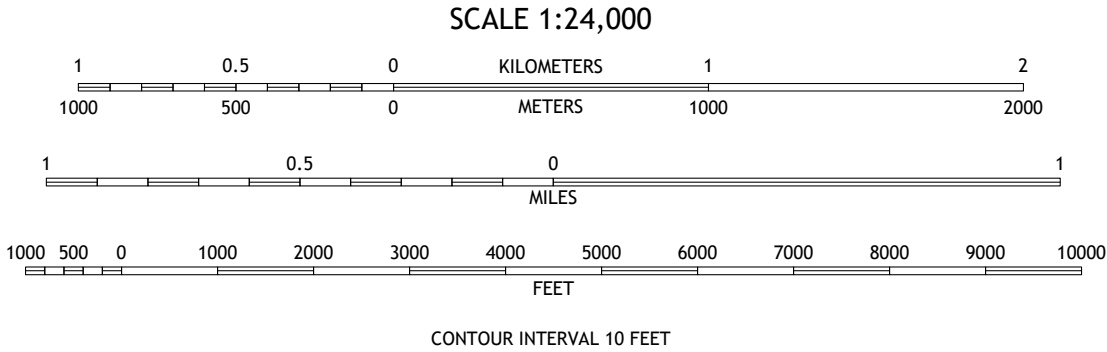 SCALE 1:24,000
1 0.5 0 KILOMETERS 1 2
1000 500 0 METERS 1000 2000
1 0.5 0 1
MILES
1000 500 0 1000 2000 3000 4000 5000 6000 7000 8000 9000 10000
FEET
CONTOUR INTERVAL 10 FEET